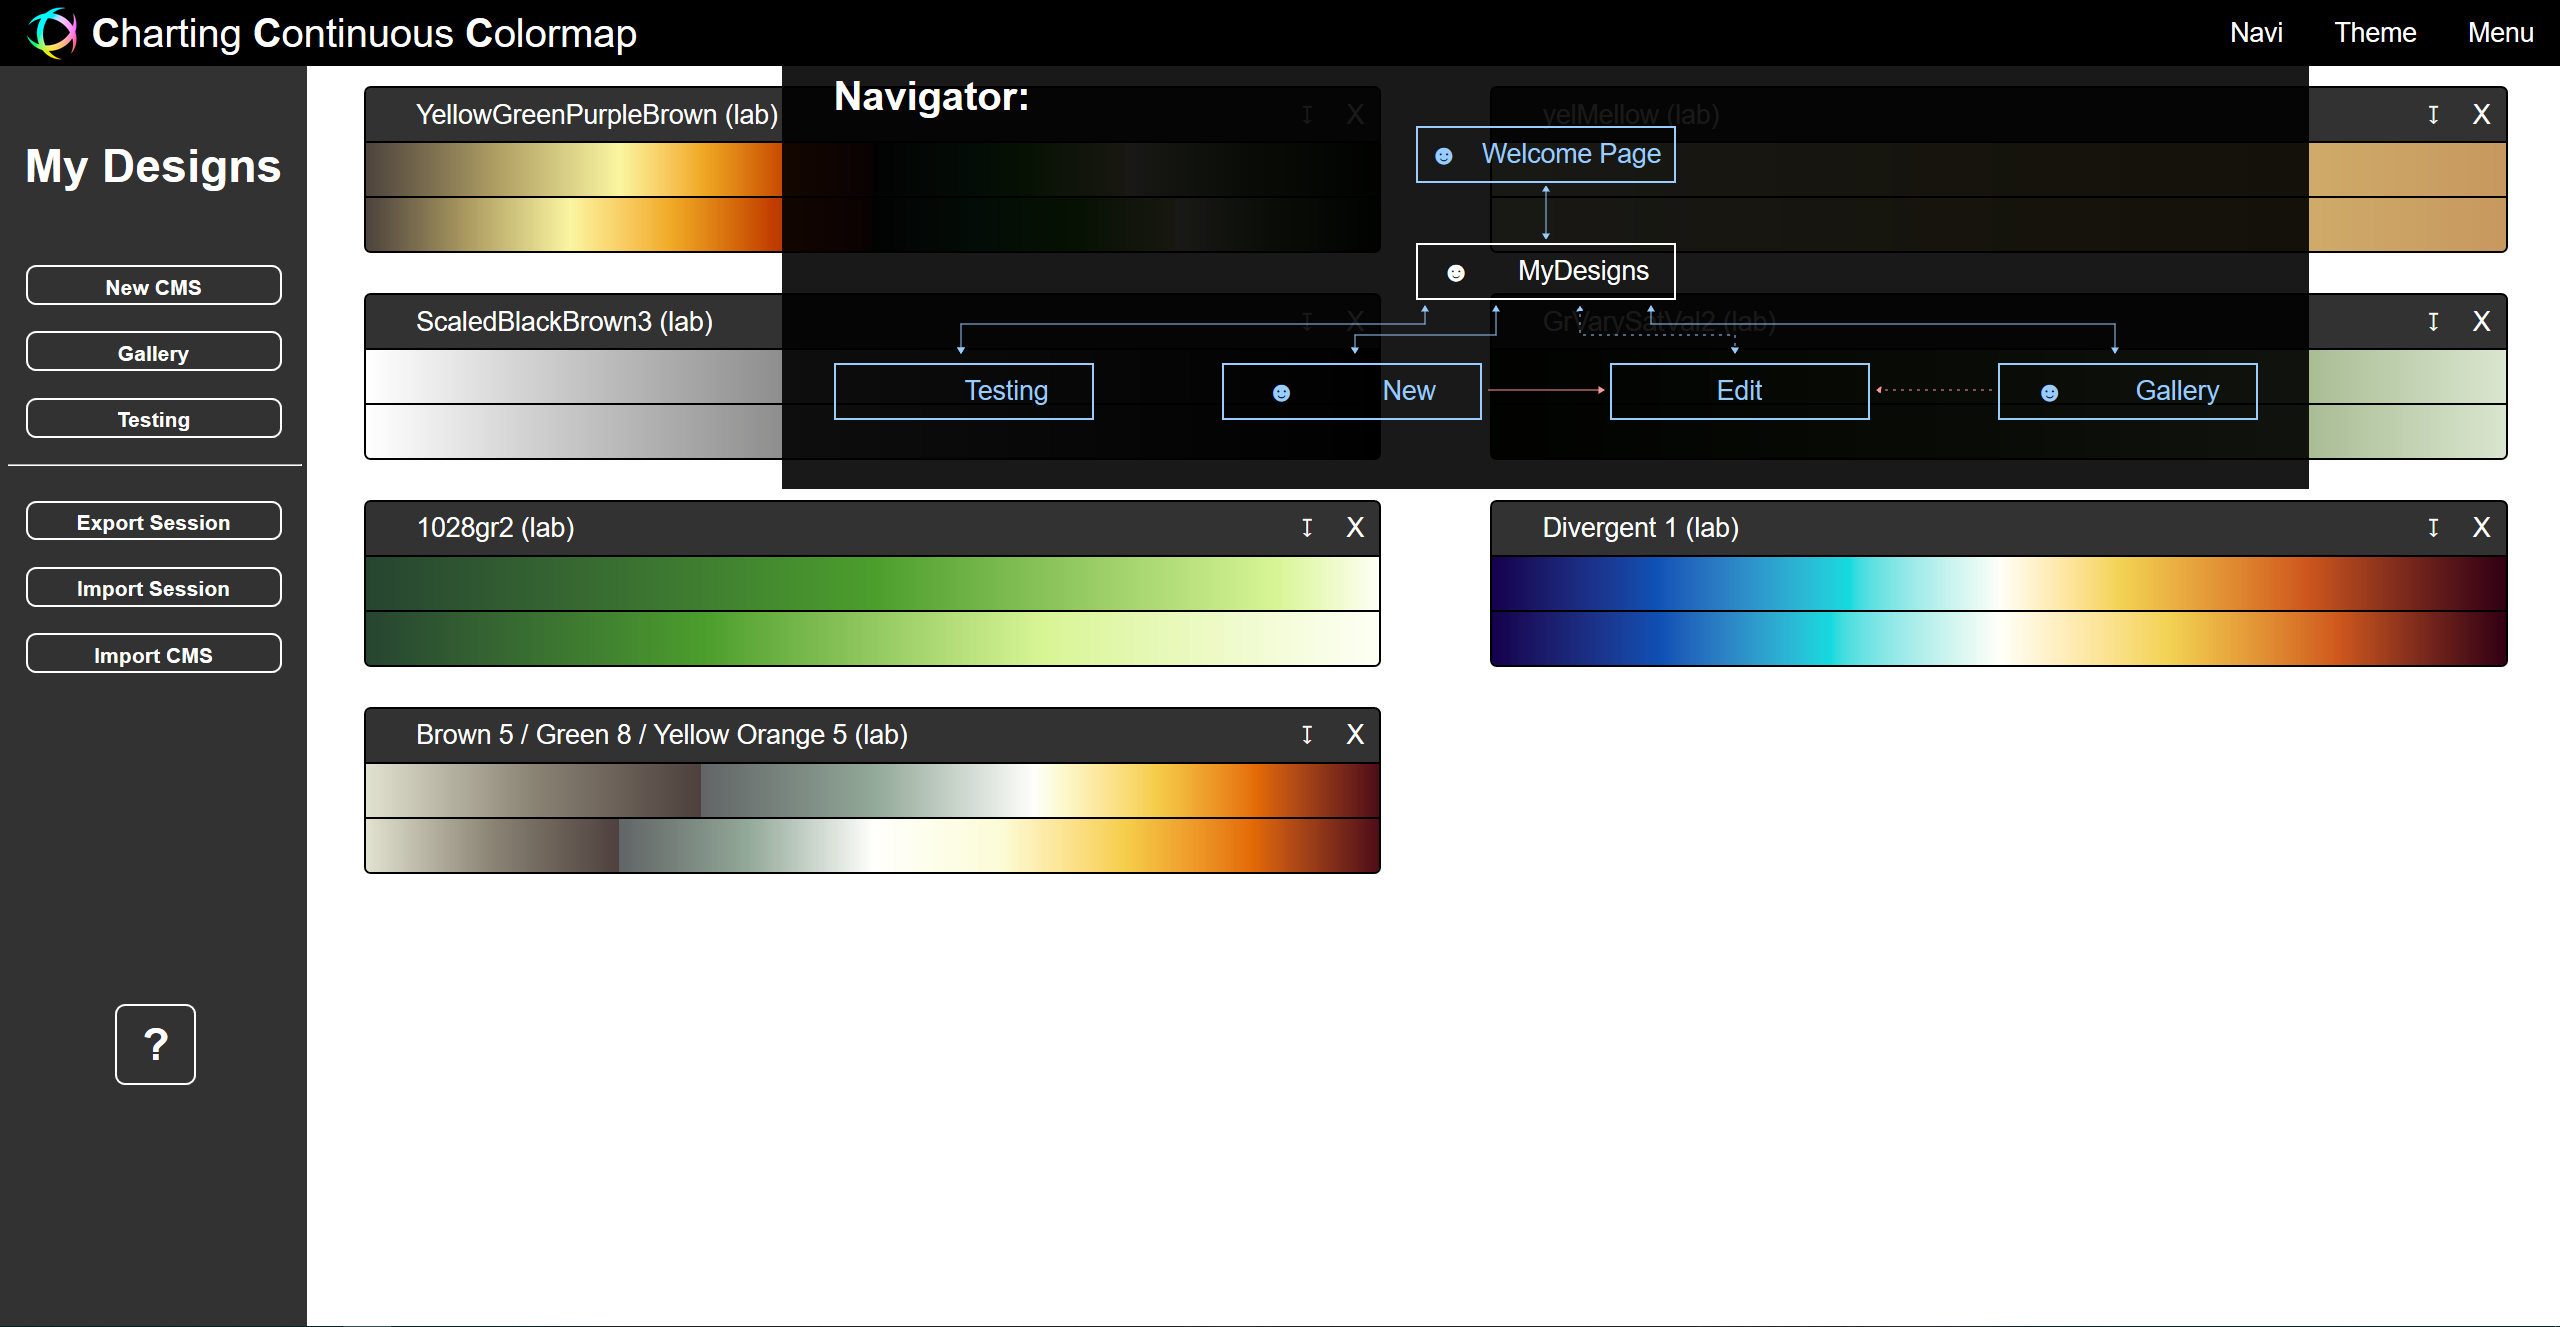 Charting Continuous Colormap
Navi
Theme
Menu
My Designs
New CMS
Gallery
Testing
Export Session
Import Session
Import CMS
?
Navigator:
Welcome Page
MyDesigns
Testing
New
Edit
Gallery
YellowGreenPurpleBrown (lab)
X
yelMellow (lab)
X
ScaledBlackBrown3 (lab)
X
GrVarySatVal2 (lab)
X
1028gr2 (lab)
X
Divergent 1 (lab)
X
Brown 5 / Green 8 / Yellow Orange 5 (lab)
X